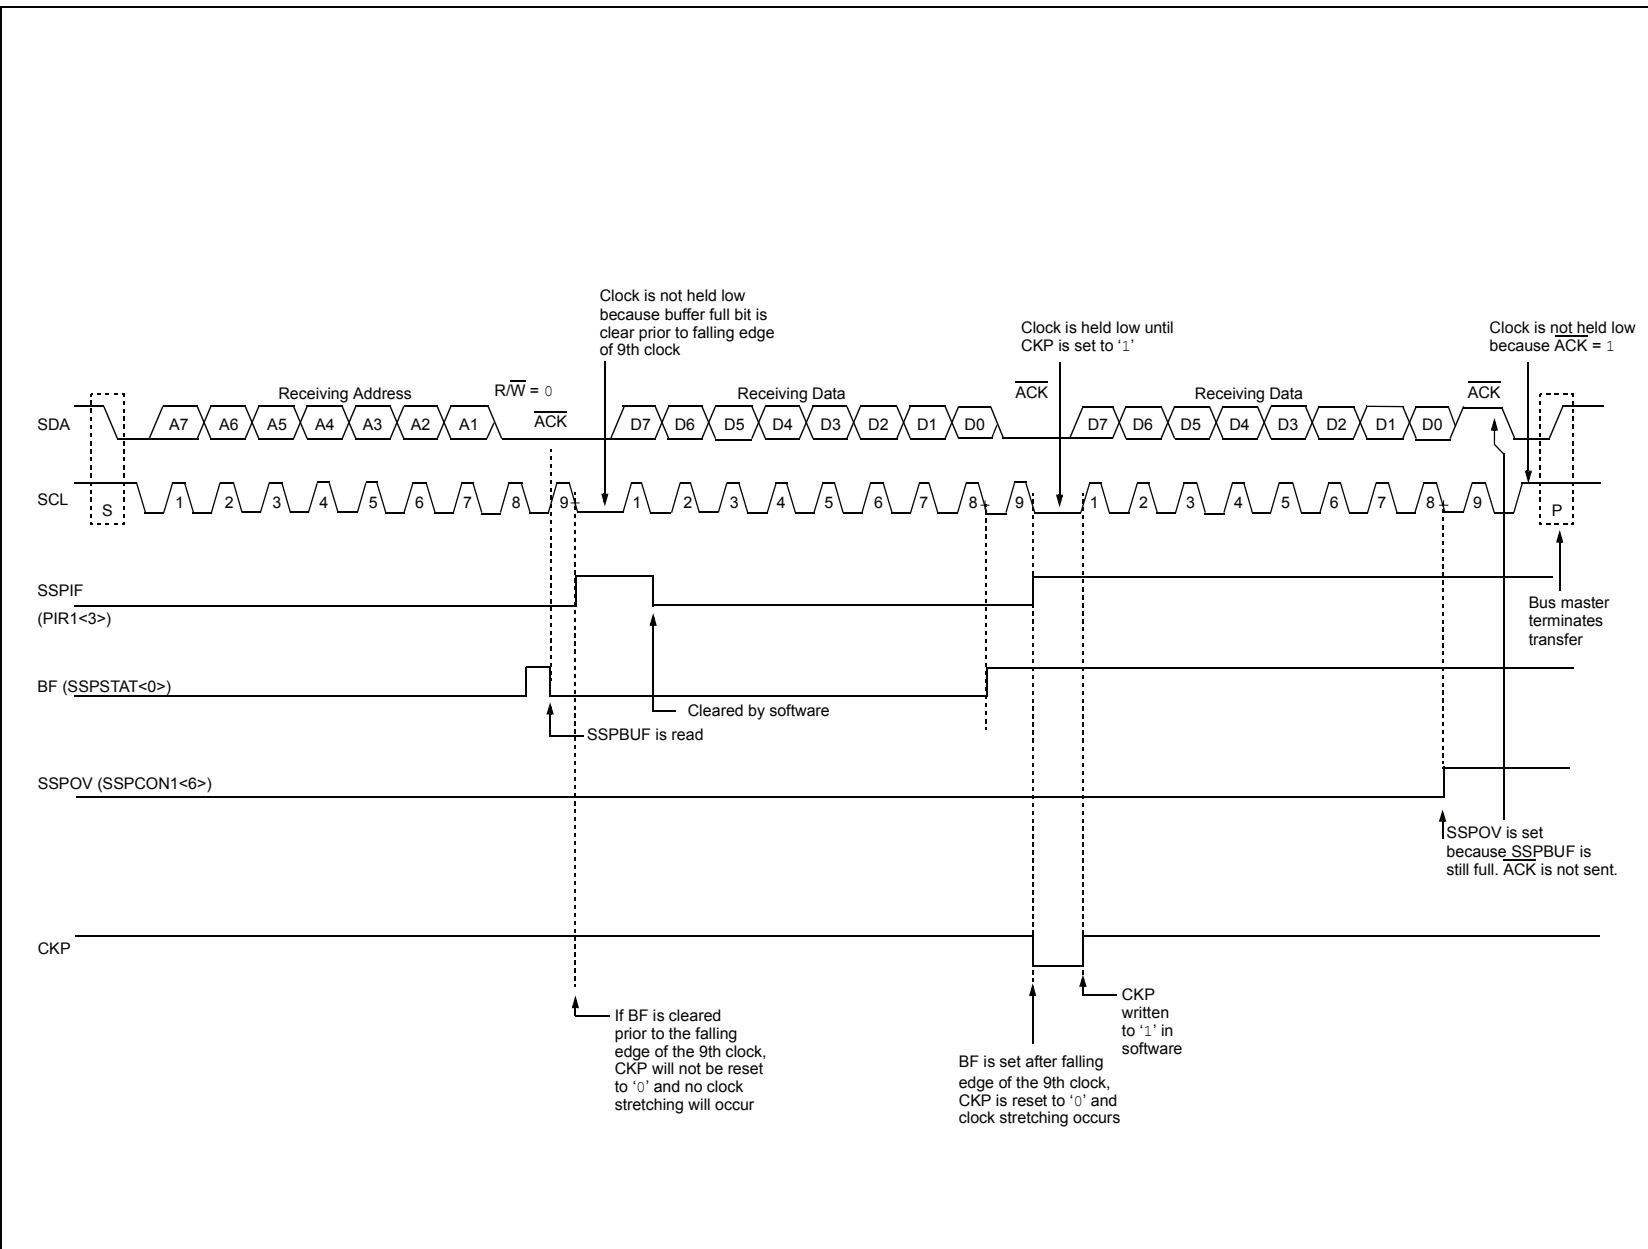 Clock is not held low
because buffer full bit is
clear prior to falling edge
of 9th clock
Clock is held low until
CKP is set to ‘1’
Clock is not held low
because ACK = 1
Receiving Address
R/W = 0
ACK
Receiving Data
ACK
Receiving Data
ACK
SDA
A7 A6 A5 A4 A3 A2 A1
D7 D6 D5 D4 D3 D2 D1 D0
D7 D6 D5 D4 D3 D2 D1 D0
SCL
S
1 2 3 4 5 6 7 8 9
1 2 3 4 5 6 7 8 9
1 2 3 4 5 6 7 8 9
P
SSPIF
(PIR1<3>)
Bus master
terminates
transfer
BF (SSPSTAT<0>)
Cleared by software
SSPBUF is read
SSPOV (SSPCON1<6>)
SSPOV is set
because SSPBUF is
still full. ACK is not sent.
CKP
CKP
written
to ‘1’ in
software
If BF is cleared
prior to the falling
edge of the 9th clock,
CKP will not be reset
to ‘0’ and no clock
stretching will occur
BF is set after falling
edge of the 9th clock,
CKP is reset to ‘0’ and
clock stretching occurs